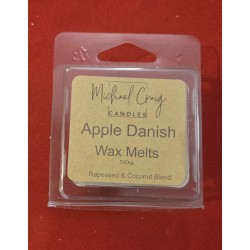 Michael Craig
CANDLES
Apple Danish
Wax Melts
50g
Rapeseed & Coconut Blend